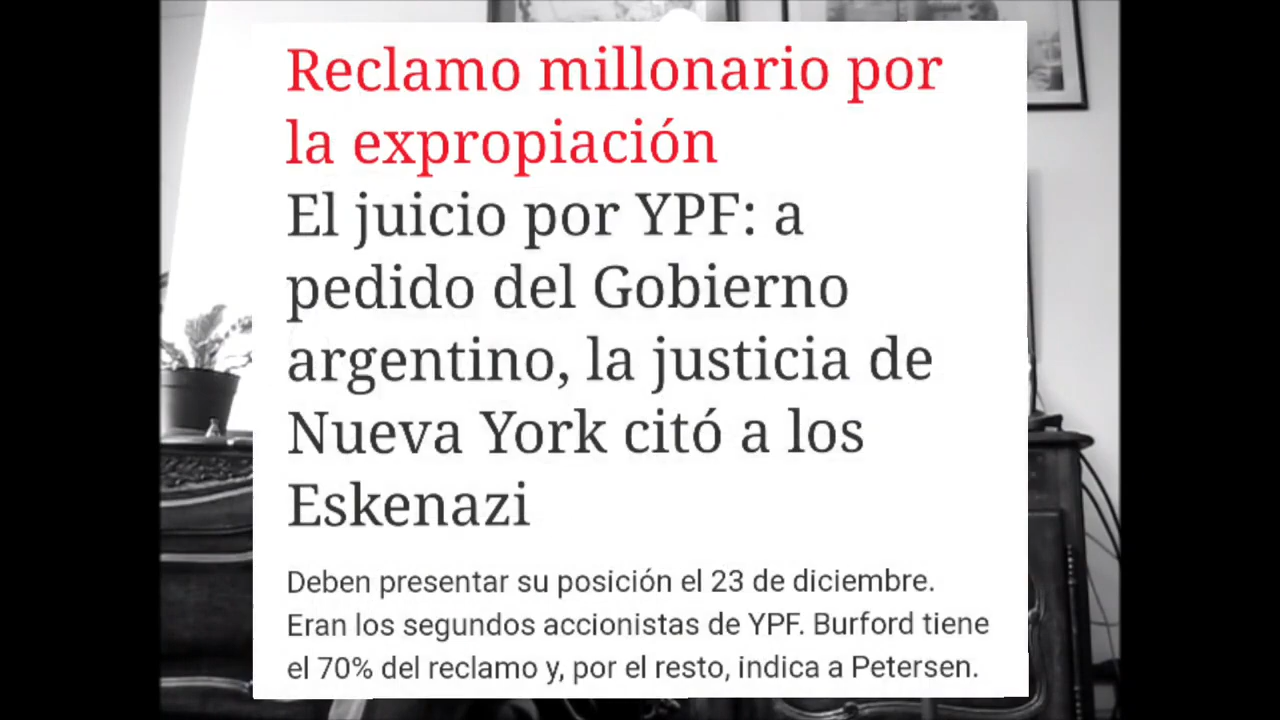 Reclamo millonario por
la expropiación
El juicio por YPF: a
pedido del Gobierno
argentino, la justicia de
Nueva York citó a los
Eskenazi
Deben presentar su posición el 23 de diciembre.
Eran los segundos accionistas de YPF. Burford tiene
el 70% del reclamo y, por el resto, indica a Petersen.